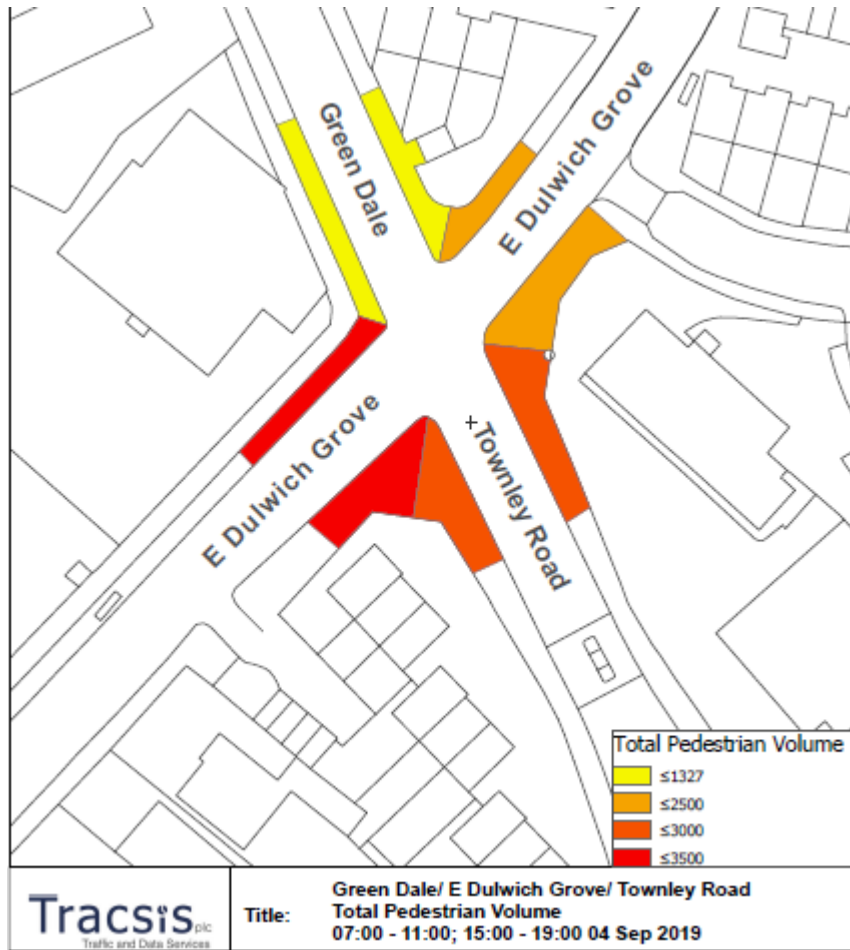 Green Dale
E Dulwich Grove
E Dulwich Grove
Townley Road
Total Pedestrian Volume
≤1327
≤2500
≤3000
≤3500
Tracsis plc
Traffic and Data Services
Title:
Green Dale/ E Dulwich Grove/ Townley Road
Total Pedestrian Volume
07:00 - 11:00; 15:00 - 19:00 04 Sep 2019